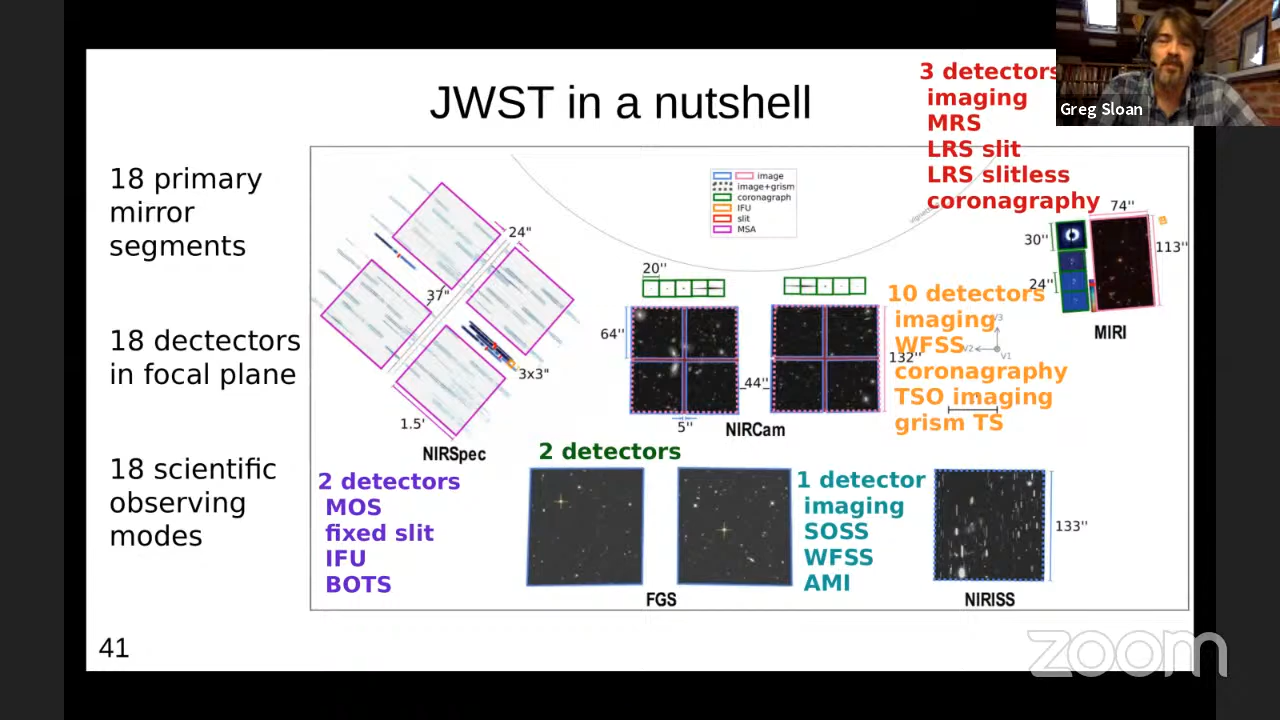 JWST in a nutshell
Greg Sloan
18 primary
mirror
segments
18 dectectors
in focal plane
18 scientific
observing
modes
41
3 detectors
imaging
MRS
LRS slit
LRS slitless
coronagraphy
image
image+grism
coronagraph
IFU
slit
MSA
24"
37"
3x3"
1.5'
NIRSpec
2 detectors
MOS
fixed slit
IFU
BOTS
20''
64''
44''
5''
132''
NIRCam
10 detectors
imaging
WFSS
coronagraphy
TSO imaging
grism TS
V3
V2
V1
74''
30''
113''
24''
MIRI
2 detectors
FGS
1 detector
imaging
SOSS
WFSS
AMI
133''
NIRISS
zoom